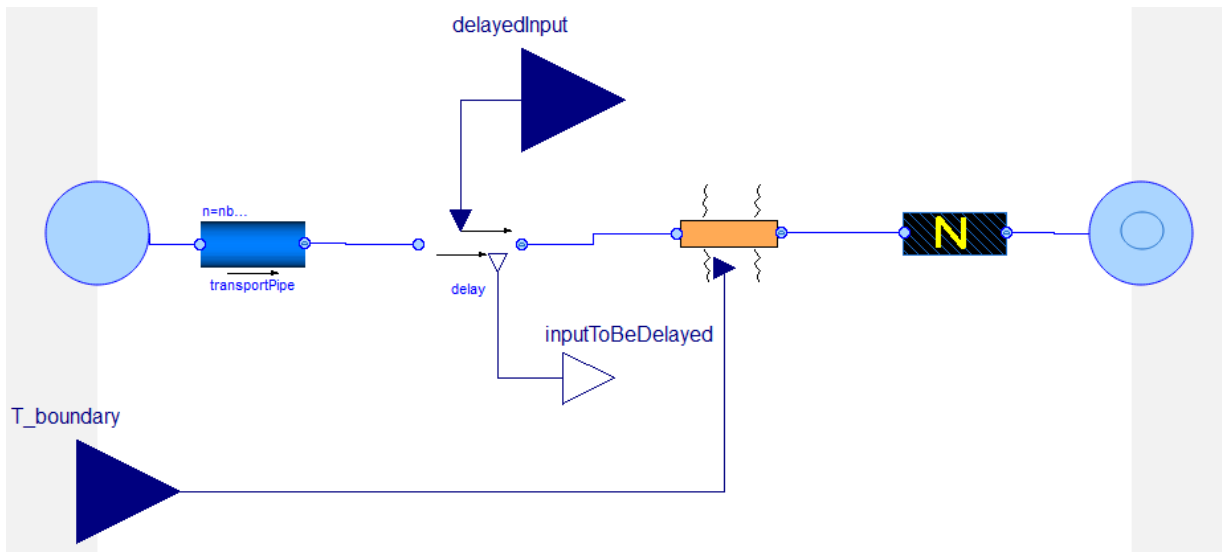 delayedInput
n=nb...
N
transportPipe
delay
inputToBeDelayed
T_boundary